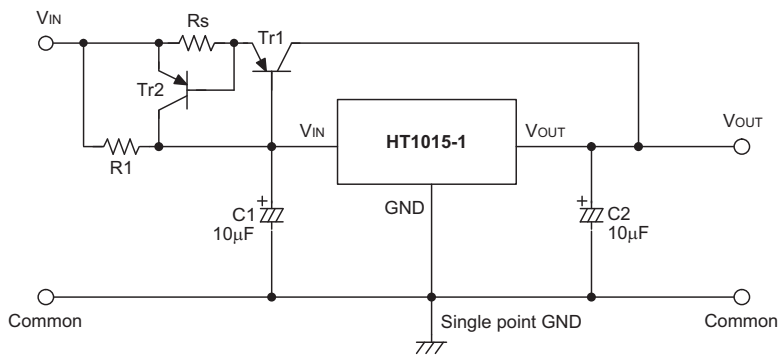 VIN
Rs
Tr1
Tr2
VIN
HT1015-1
VOUT
VOUT
R1
GND
+
C1
10μF
+
C2
10μF
Common
Single point GND
Common